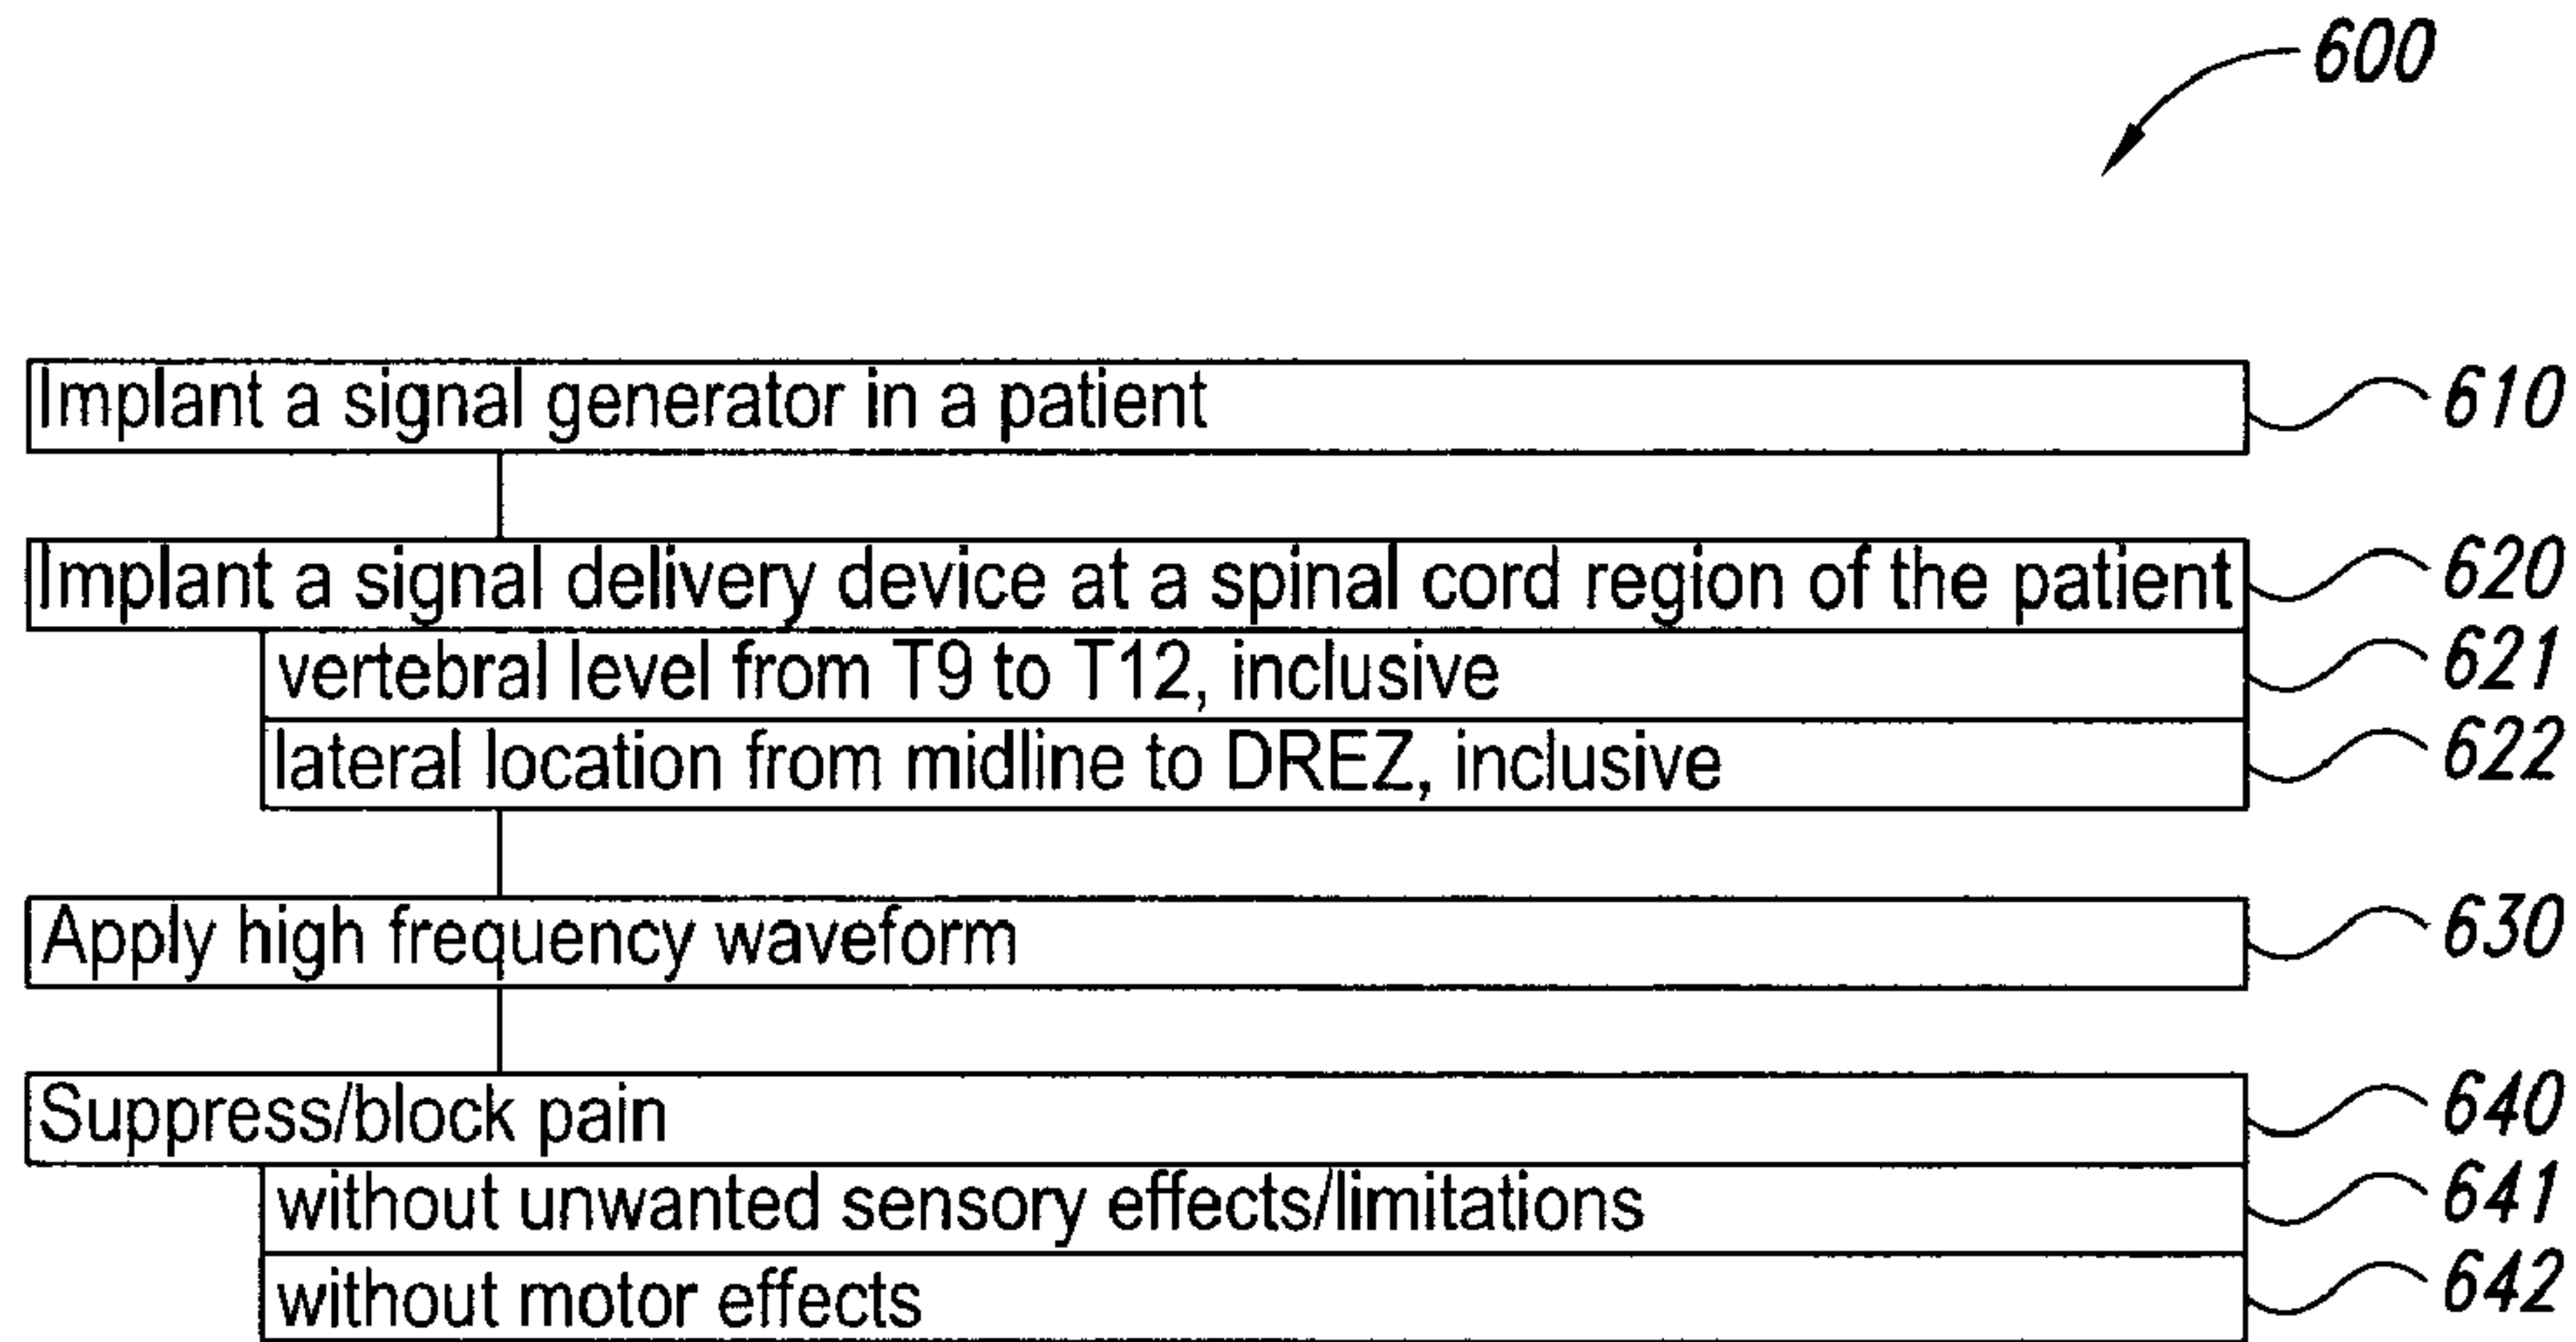 600
Implant a signal generator in a patient 610
Implant a signal delivery device at a spinal cord region of the patient 620
vertebral level from T9 to T12, inclusive 621
lateral location from midline to DREZ, inclusive 622
Apply high frequency waveform 630
Suppress/block pain 640
without unwanted sensory effects/limitations 641
without motor effects 642